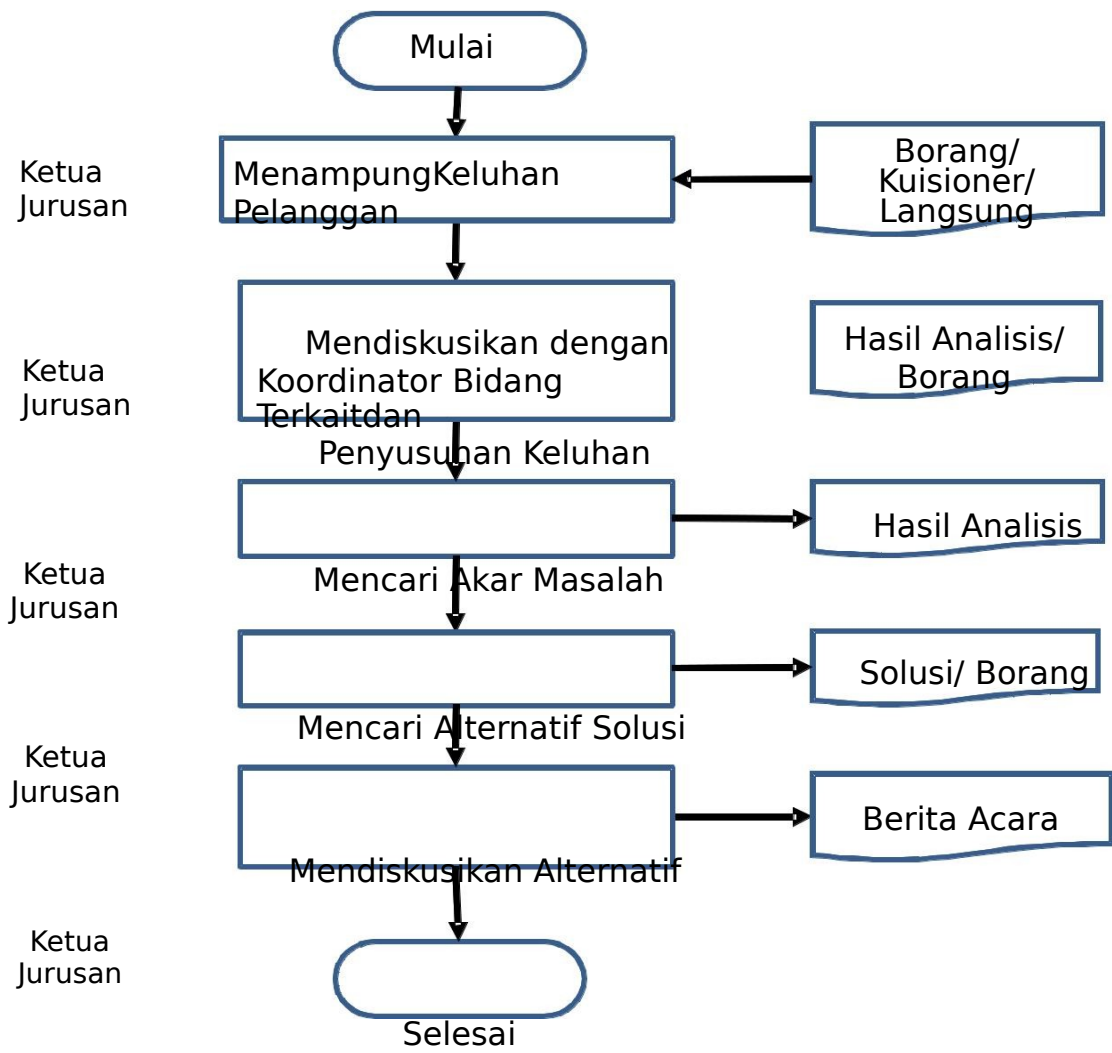 Mulai
Ketua
Jurusan
MenampungKeluhan
Pelanggan
Borang/
Kuisioner/
Langsung
Ketua
Jurusan
Mendiskusikan dengan
Koordinator Bidang
Terkaitdan
Penyusunan Keluhan
Hasil Analisis/
Borang
Hasil Analisis
Ketua
Jurusan
Mencari Akar Masalah
Solusi/ Borang
Ketua
Jurusan
Mencari Alternatif Solusi
Berita Acara
Mendiskusikan Alternatif
Ketua
Jurusan
Selesai